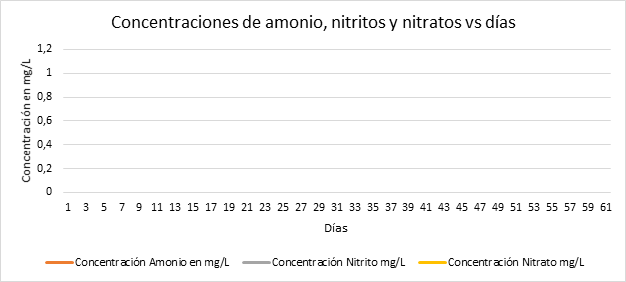 Concentraciones de amonio, nitritos y nitratos vs días
Concentración en mg/L
1,2
1
0,8
0,6
0,4
0,2
0
1 3 5 7 9 11 13 15 17 19 21 23 25 27 29 31 33 35 37 39 41 43 45 47 49 51 53 55 57 59 61
Días
Concentración Amonio en mg/L Concentración Nitrito mg/L Concentración Nitrato mg/L